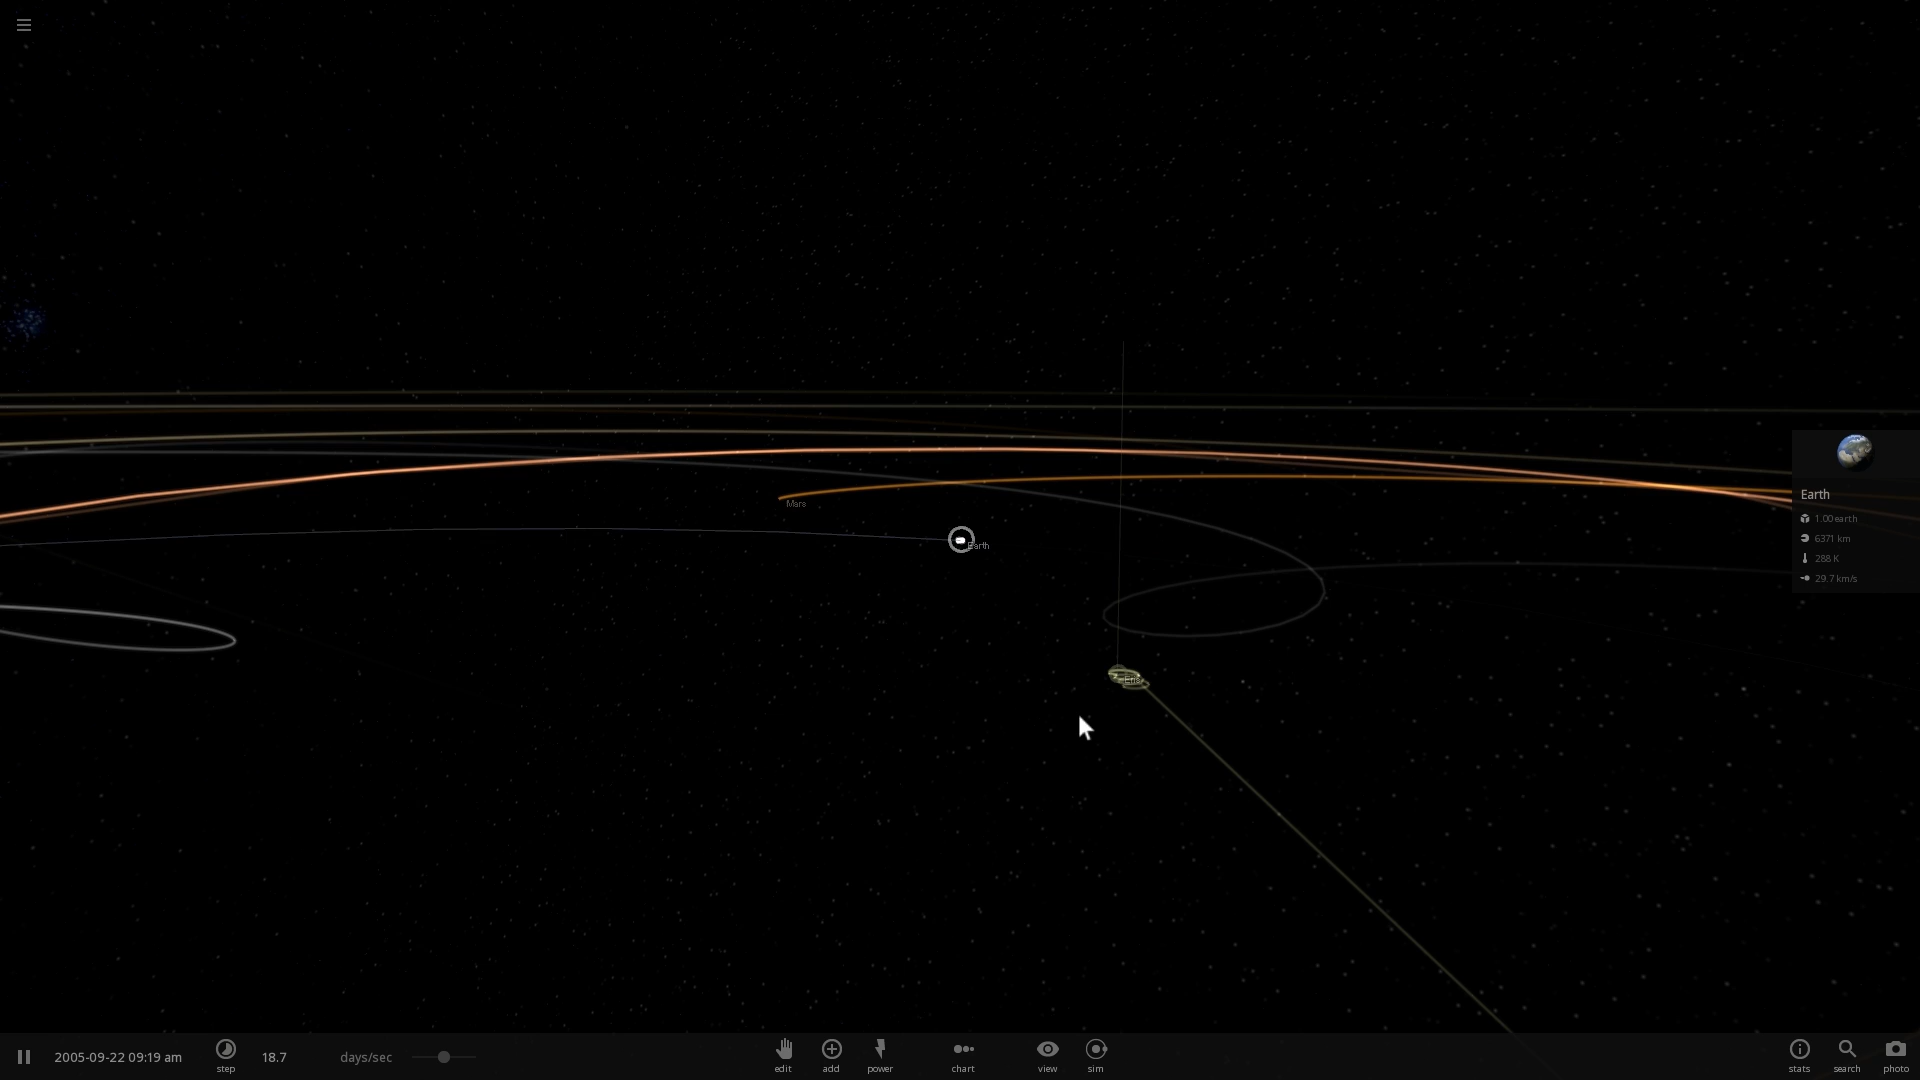 Mars
Earth
Eris
Earth
1.00 earth
6371 km
288 K
29.7 km/s
2005-09-22 09:19 am
step
18.7
days/sec
edit
add
power
chart
view
sim
stats
search
photo